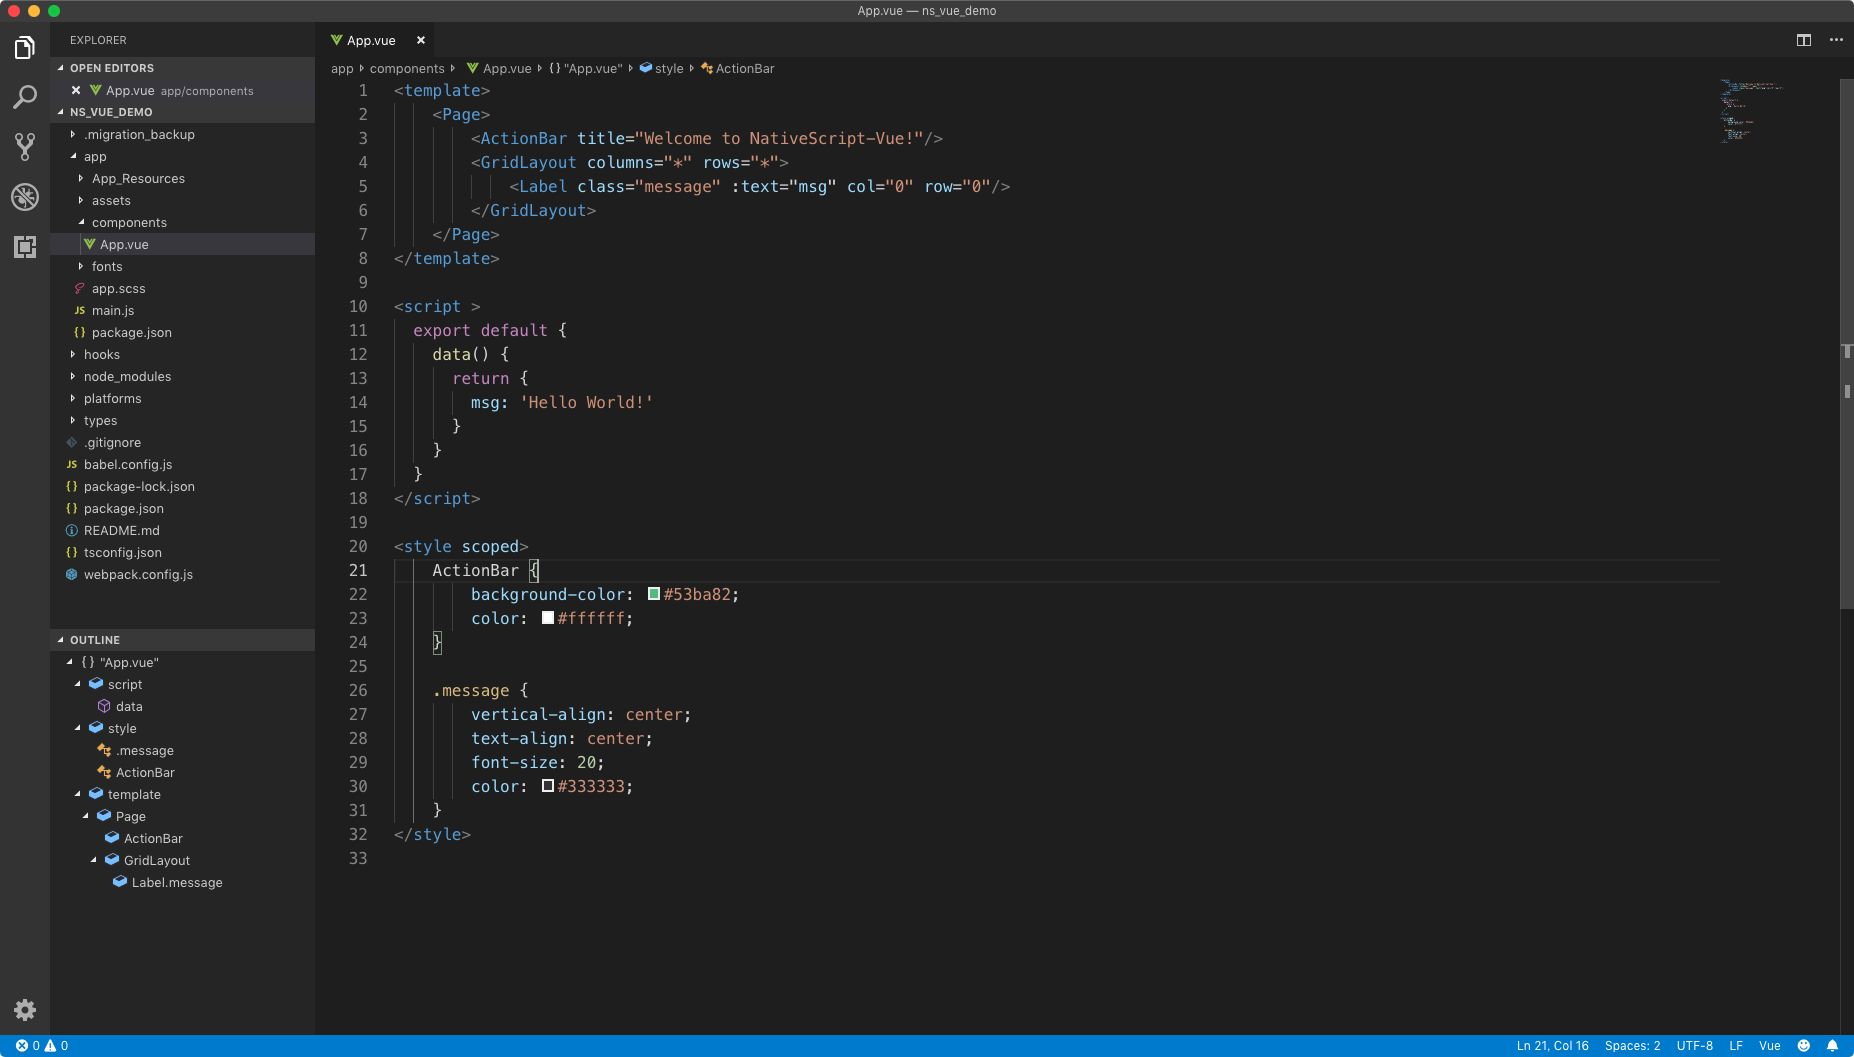 App.vue — ns_vue_demo
EXPLORER
OPEN EDITORS
App.vue app/components
NS_VUE_DEMO
.migration_backup
app
App_Resources
assets
components
App.vue
fonts
app.scss
JS main.js
{} package.json
hooks
node_modules
platforms
types
.gitignore
JS babel.config.js
{} package-lock.json
{} package.json
README.md
{} tsconfig.json
webpack.config.js
OUTLINE
{} "App.vue"
script
data
style
.message
ActionBar
template
Page
ActionBar
GridLayout
Label.message
App.vue
app components App.vue {} "App.vue" style ActionBar
1 <template>
2 <Page>
3 <ActionBar title="Welcome to NativeScript-Vue!"/>
4 <GridLayout columns="*" rows="*">
5 <Label class="message" :text="msg" col="0" row="0"/>
6 </GridLayout>
7 </Page>
8 </template>
9
10 <script >
11 export default {
12 data() {
13 return {
14 msg: 'Hello World!'
15 }
16 }
17 }
18 </script>
19
20 <style scoped>
21 ActionBar {
22 background-color: #53ba82;
23 color: #ffffff;
24 }
25
26 .message {
27 vertical-align: center;
28 text-align: center;
29 font-size: 20;
30 color: #333333;
31 }
32 </style>
33
0 0
Ln 21, Col 16 Spaces: 2 UTF-8 LF Vue